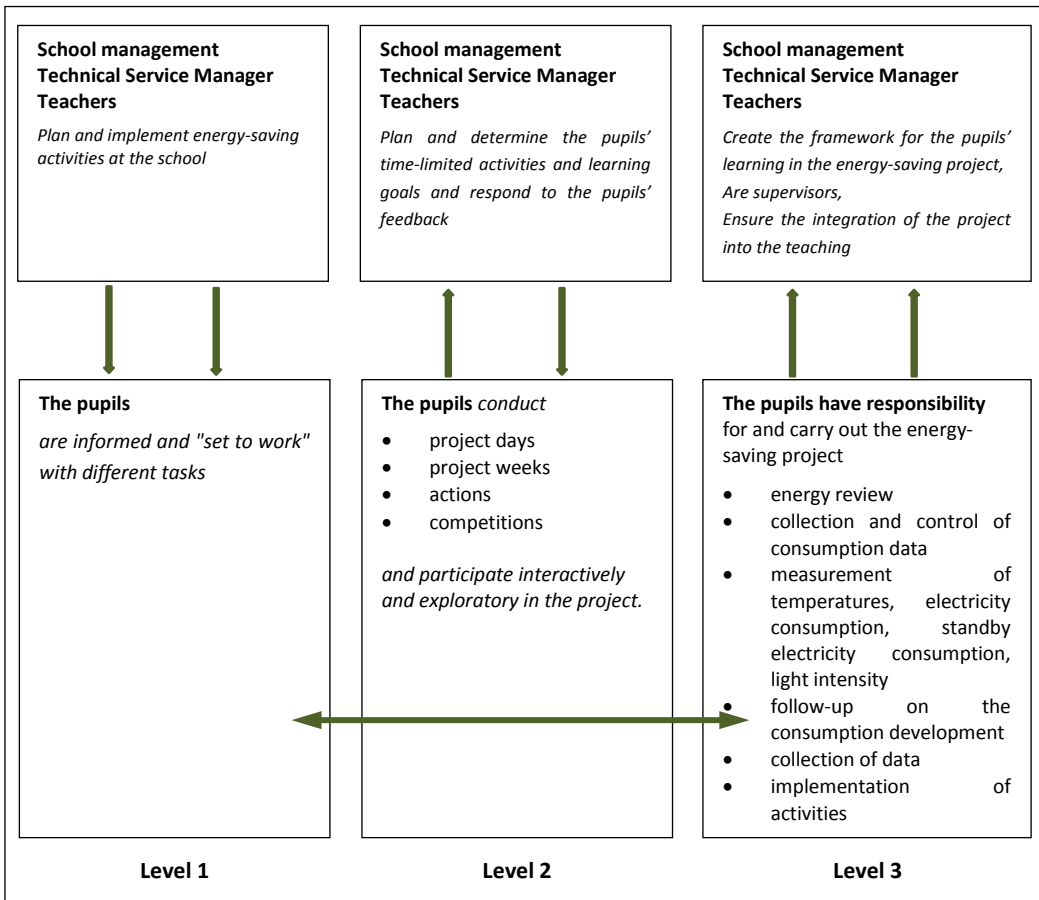 School management
Technical Service Manager
Teachers
Plan and implement energy-saving
activities at the school
School management
Technical Service Manager
Teachers
Plan and determine the pupils’
time-limited activities and learning
goals and respond to the pupils’
feedback
School management
Technical Service Manager
Teachers
Create the framework for the pupils’
learning in the energy-saving project,
Are supervisors,
Ensure the integration of the project
into the teaching
The pupils
are informed and "set to work"
with different tasks
The pupils conduct
• project days
• project weeks
• actions
• competitions
and participate interactively
and exploratory in the project.
The pupils have responsibility
for and carry out the energy-
saving project
• energy review
• collection and control of
consumption data
• measurement of
temperatures, electricity
consumption, standby
electricity consumption,
light intensity
• follow-up on the
consumption development
• collection of data
• implementation of
activities
Level 1
Level 2
Level 3